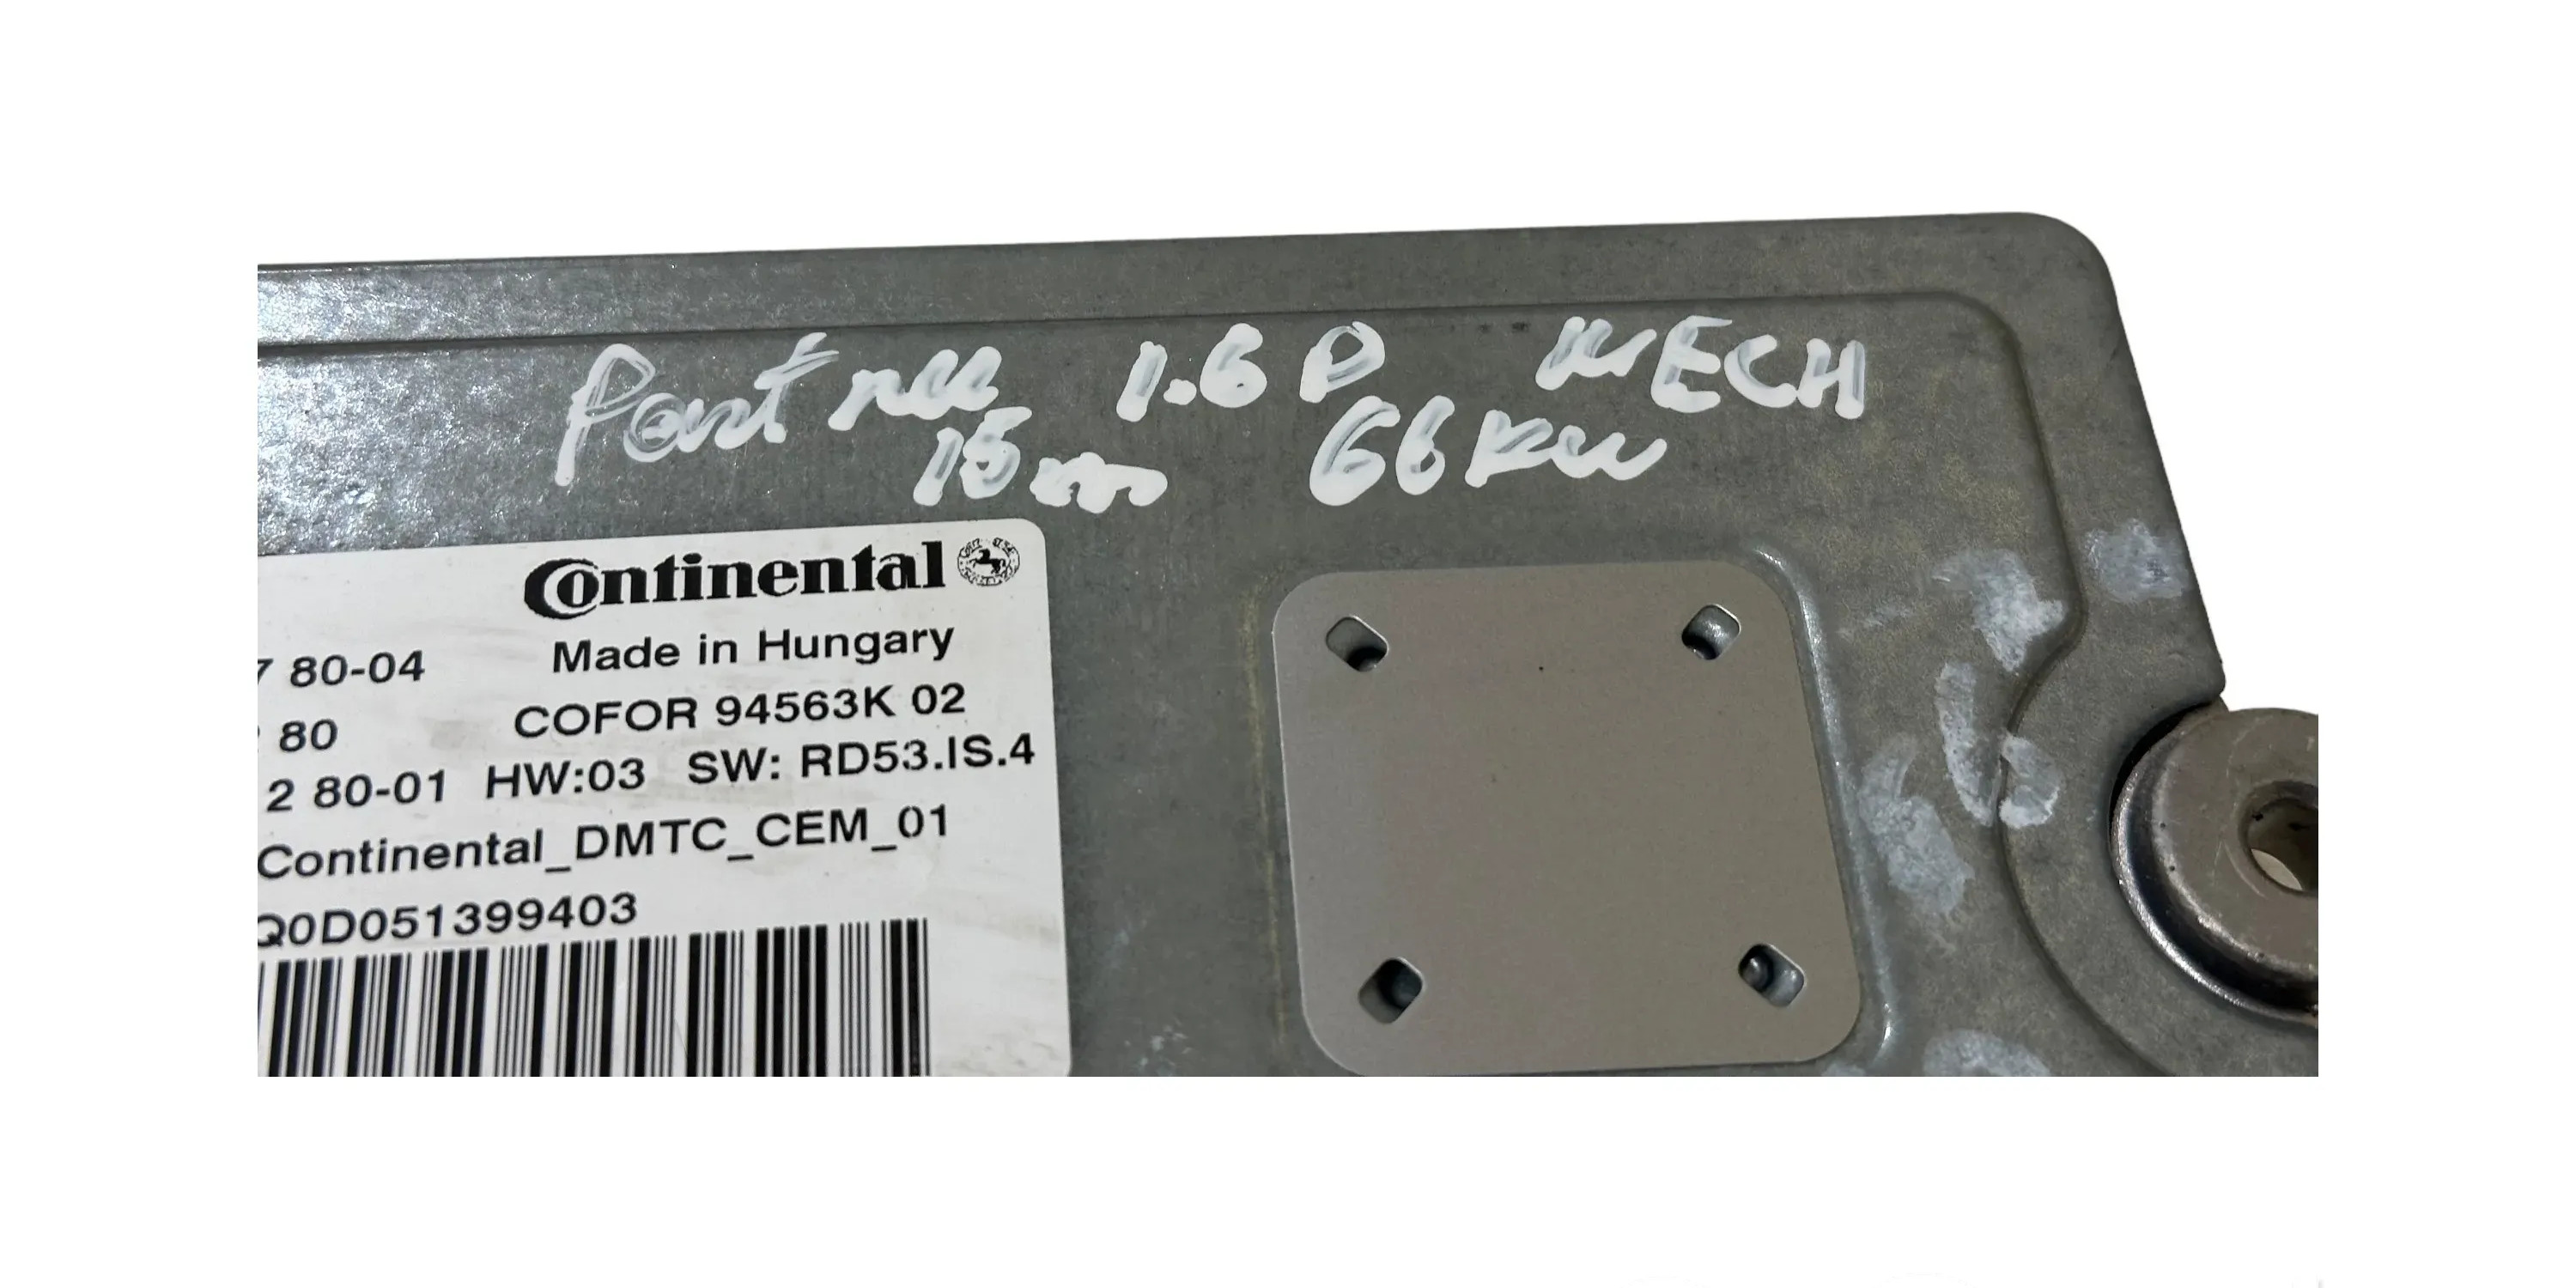 Partner 1.6 D MECH
15m 66kw
Continental
Made in Hungary
7 80-04
COFOR 94563K 02
80
2 80-01 HW:03 SW: RD53.IS.4
Continental_DMTC_CEM_01
Q0D051399403